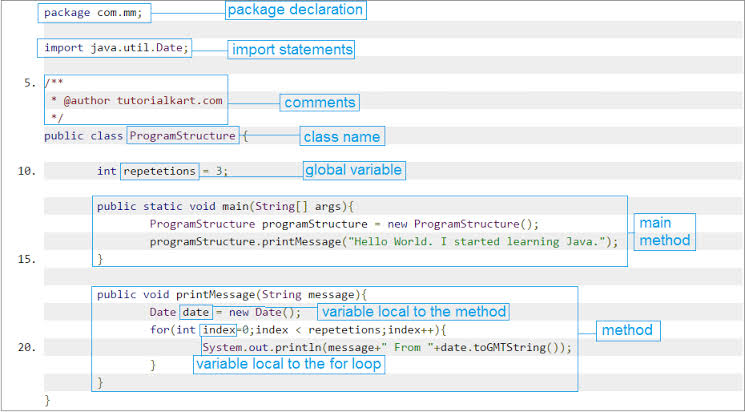 package com.mm; package declaration
import java.util.Date; import statements
5. /**
* @author tutorialkart.com comments
*/
public class ProgramStructure { class name
10. int repetetions = 3; global variable
public static void main(String[] args){
ProgramStructure programStructure = new ProgramStructure(); main
programStructure.printMessage("Hello World. I started learning Java."); method
15. }
public void printMessage(String message){
Date date = new Date(); variable local to the method
for(int index=0;index < repetetions;index++){ method
20. System.out.println(message+" From "+date.toGMTString());
} variable local to the for loop
}
}